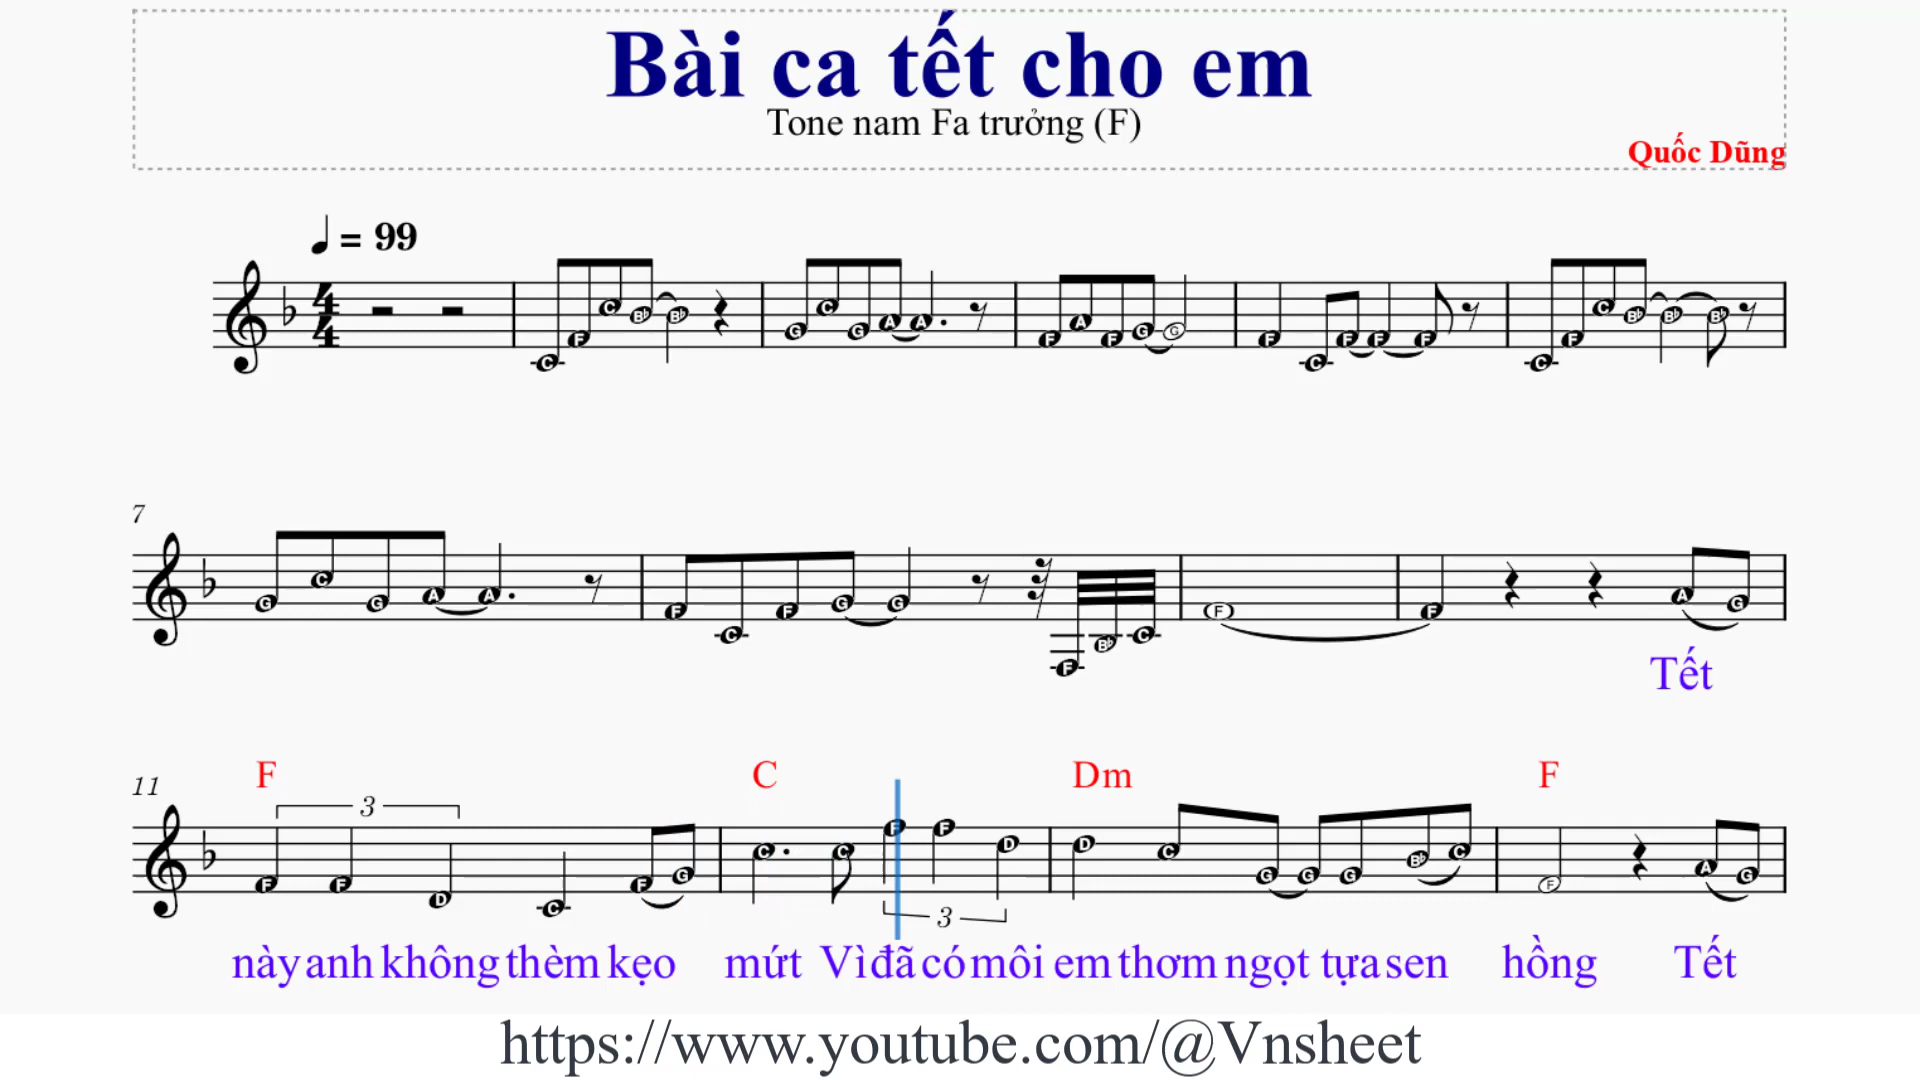 Bài ca tết cho em
Tone nam Fa trưởng (F)
Quốc Dũng
= 99
4
4
C F C B♭ B♭ G C G A A F A F G G F C F F F C F C B♭ B♭ B♭
7
G C G A A F C F G G F B♭ C F F A G
Tết
F C Dm F
11
3
F F D C F G C C F F D D C G G G B♭ C F A G
3
này anh không thèm kẹo mứt Vì đã có môi em thơm ngọt tựa sen hồng Tết
https://www.youtube.com/@Vnsheet